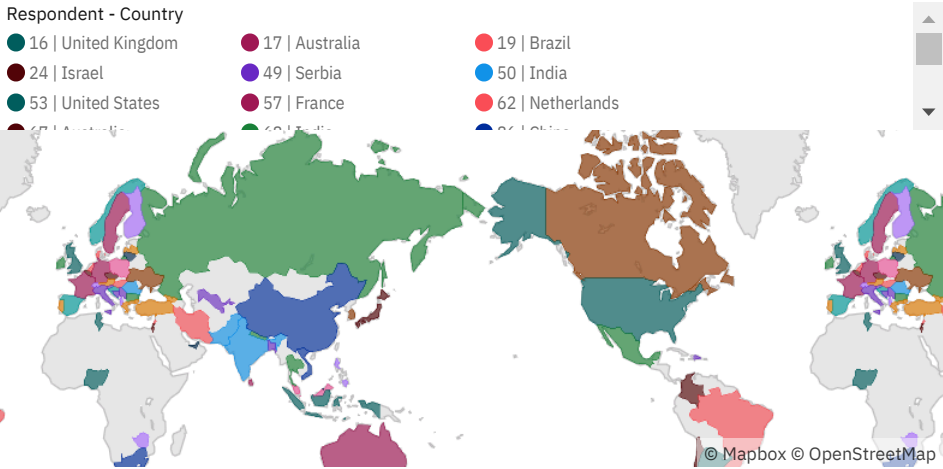 Respondent - Country
16 | United Kingdom 17 | Australia 19 | Brazil
24 | Israel 49 | Serbia 50 | India
53 | United States 57 | France 62 | Netherlands
© Mapbox © OpenStreetMap